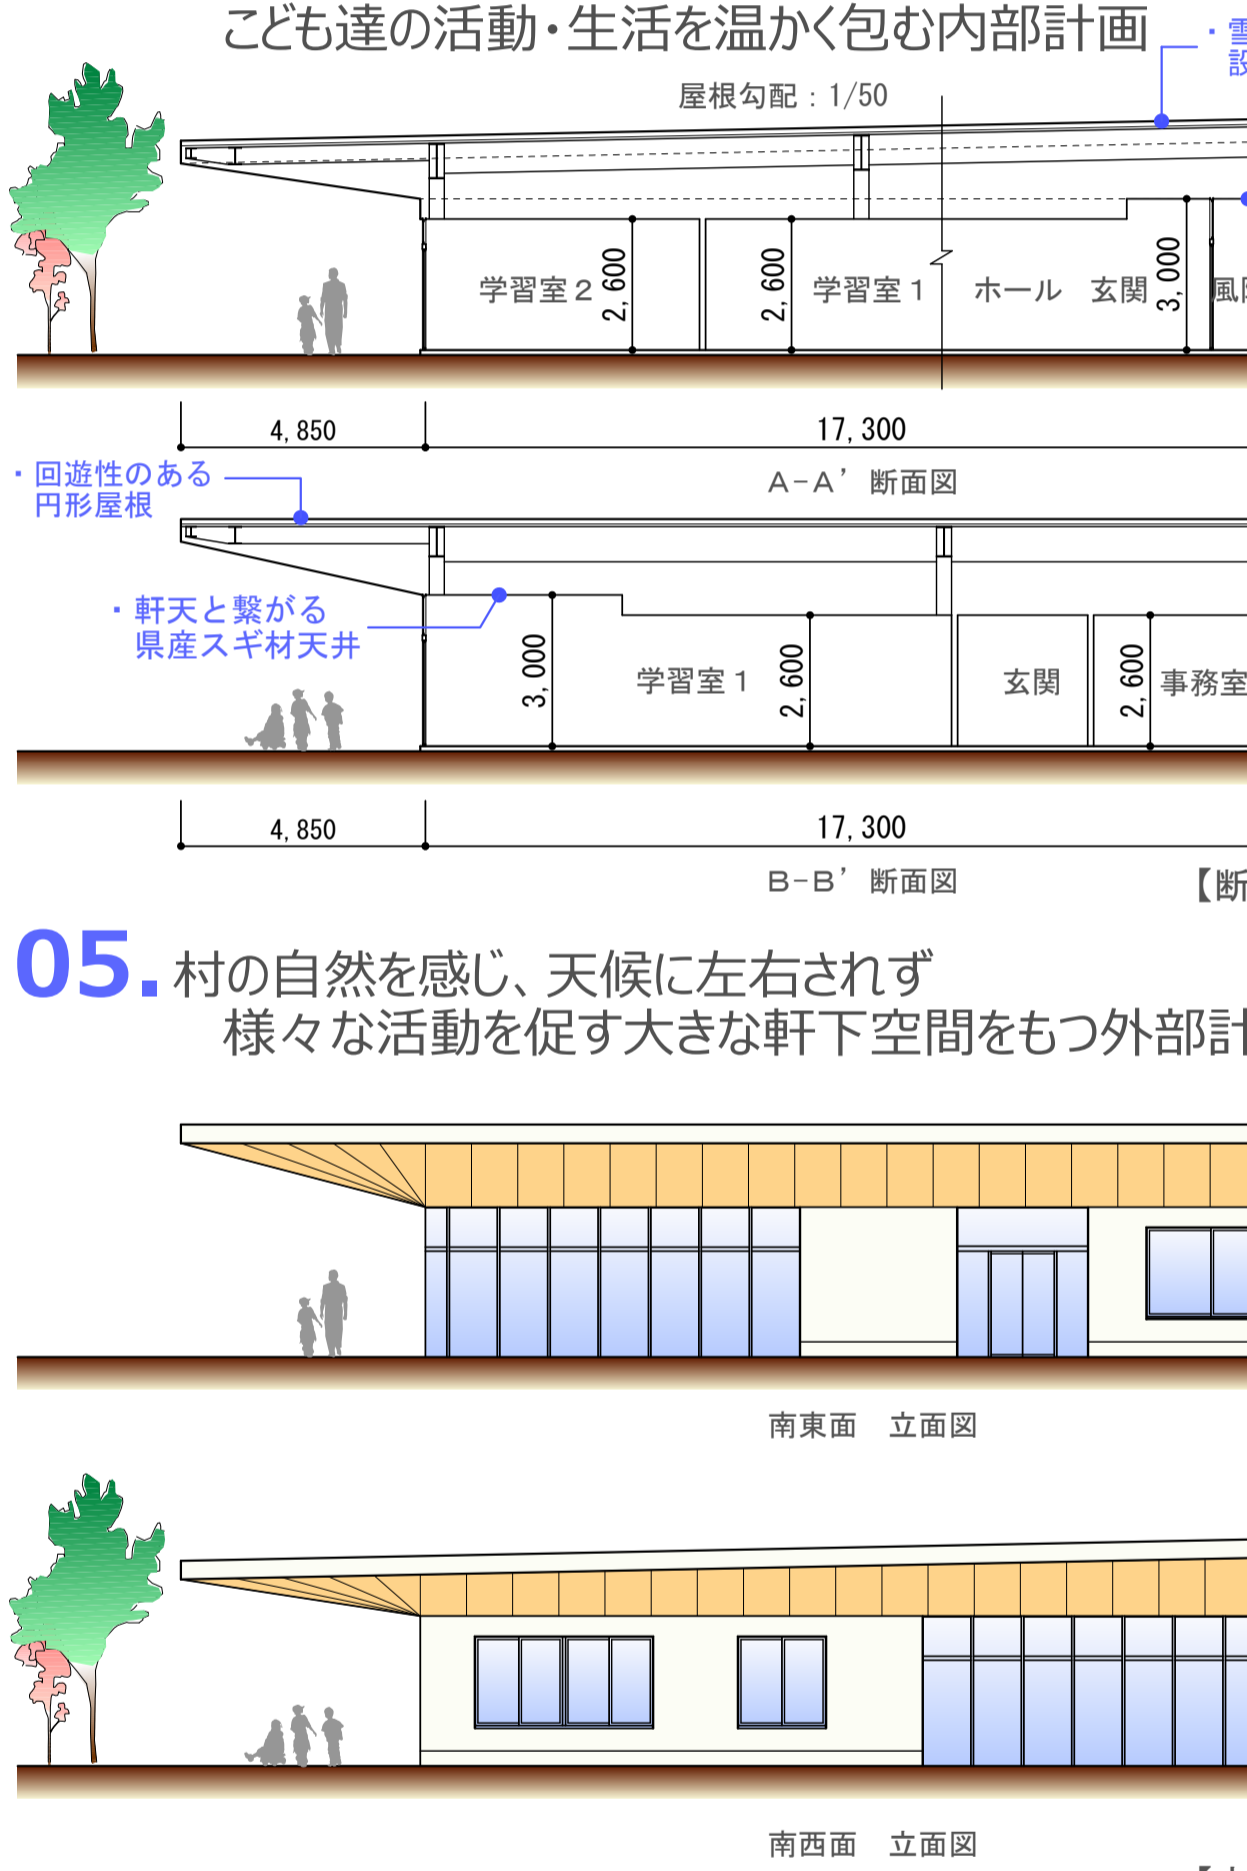 こども達の活動・生活を温かく包む内部計画
・雪
設
屋根勾配：1/50
学習室２
2,600
2,600
学習室１
ホール
玄関
3,000
風
4,850
17,300
A-A’ 断面図
・回遊性のある
円形屋根
・軒天と繋がる
県産スギ材天井
3,000
学習室１
2,600
玄関
2,600
事務室
4,850
17,300
B-B’ 断面図
【断
05. 村の自然を感じ、天候に左右されず
様々な活動を促す大きな軒下空間をもつ外部計
南東面　立面図
南西面　立面図